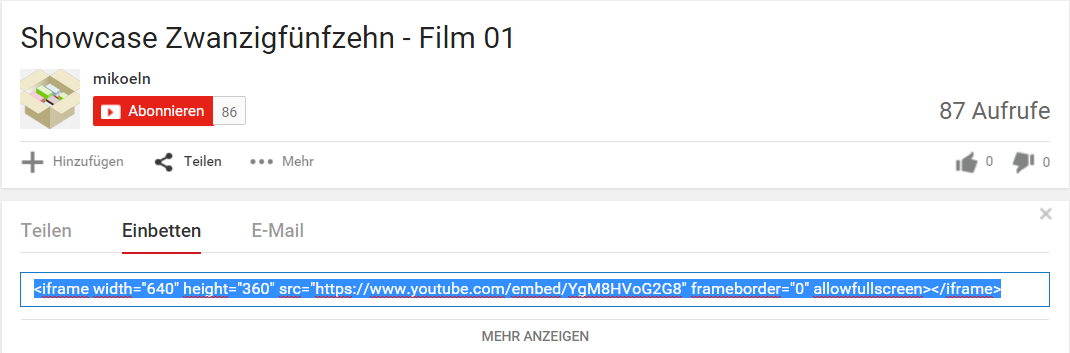 Showcase Zwanzigfünfzehn - Film 01
mikoeln
Abonnieren 86
87 Aufrufe
Hinzufügen Teilen Mehr 0 0
Teilen Einbetten E-Mail
<iframe width="640" height="360" src="https://www.youtube.com/embed/YgM8HVoG2G8" frameborder="0" allowfullscreen></iframe>
MEHR ANZEIGEN